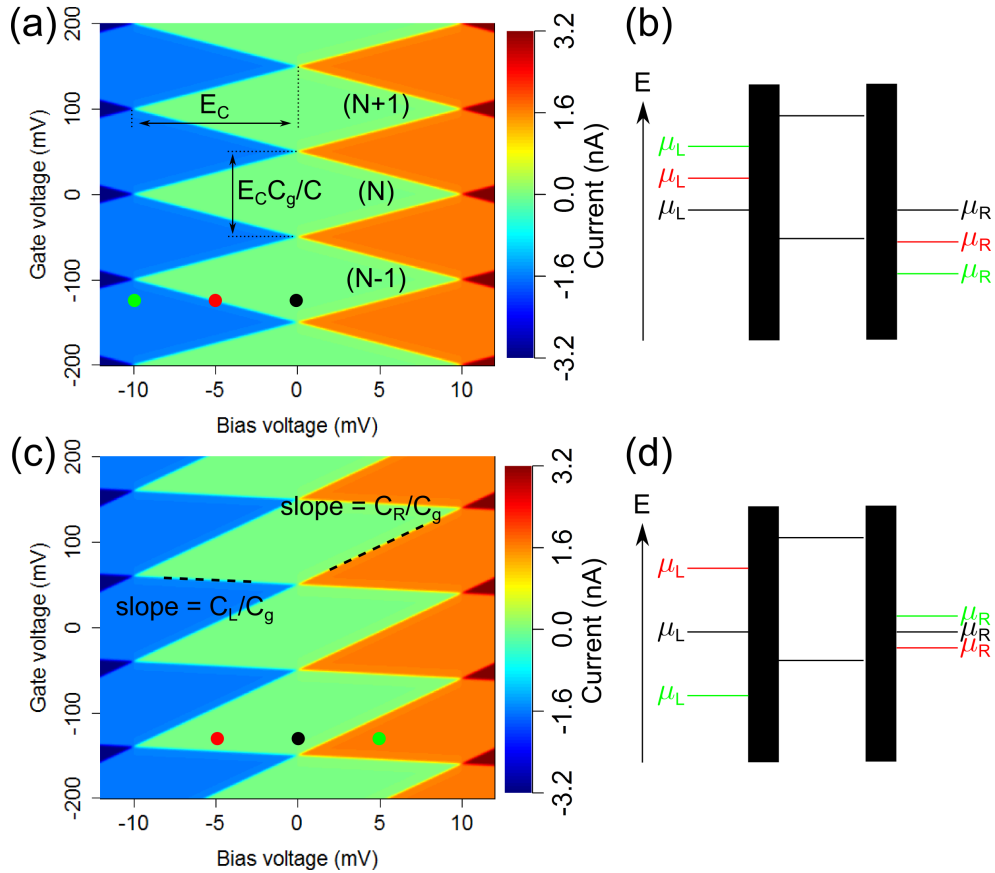 (a)
200
100
0
-100
-200
Gate voltage (mV)
E_C
(N+1)
E_C C_g/C
(N)
(N-1)
-10
-5
0
5
10
Bias voltage (mV)
3.2
1.6
0.0
-1.6
-3.2
Current (nA)
(b)
E
μ_L
μ_L
μ_L
μ_R
μ_R
μ_R
(c)
200
100
0
-100
-200
Gate voltage (mV)
slope = C_R/C_g
slope = C_L/C_g
-10
-5
0
5
10
Bias voltage (mV)
3.2
1.6
0.0
-1.6
-3.2
Current (nA)
(d)
E
μ_L
μ_L
μ_L
μ_R
μ_R
μ_R